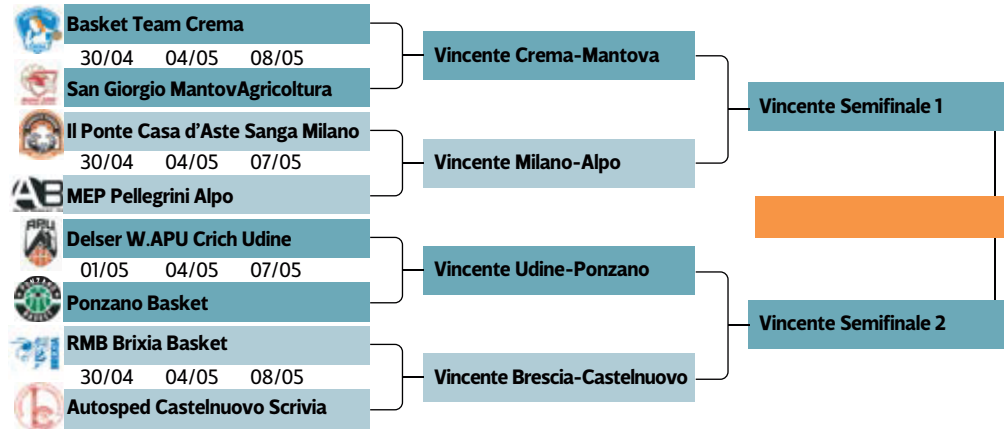 Basket Team Crema
30/04 04/05 08/05
San Giorgio MantovAgricoltura
Vincente Crema-Mantova
Il Ponte Casa d'Aste Sanga Milano
30/04 04/05 07/05
MEP Pellegrini Alpo
Vincente Milano-Alpo
Vincente Semifinale 1
Delser W.APU Crich Udine
01/05 04/05 07/05
Ponzano Basket
Vincente Udine-Ponzano
RMB Brixia Basket
30/04 04/05 08/05
Autosped Castelnuovo Scrivia
Vincente Brescia-Castelnuovo
Vincente Semifinale 2
AB
APU